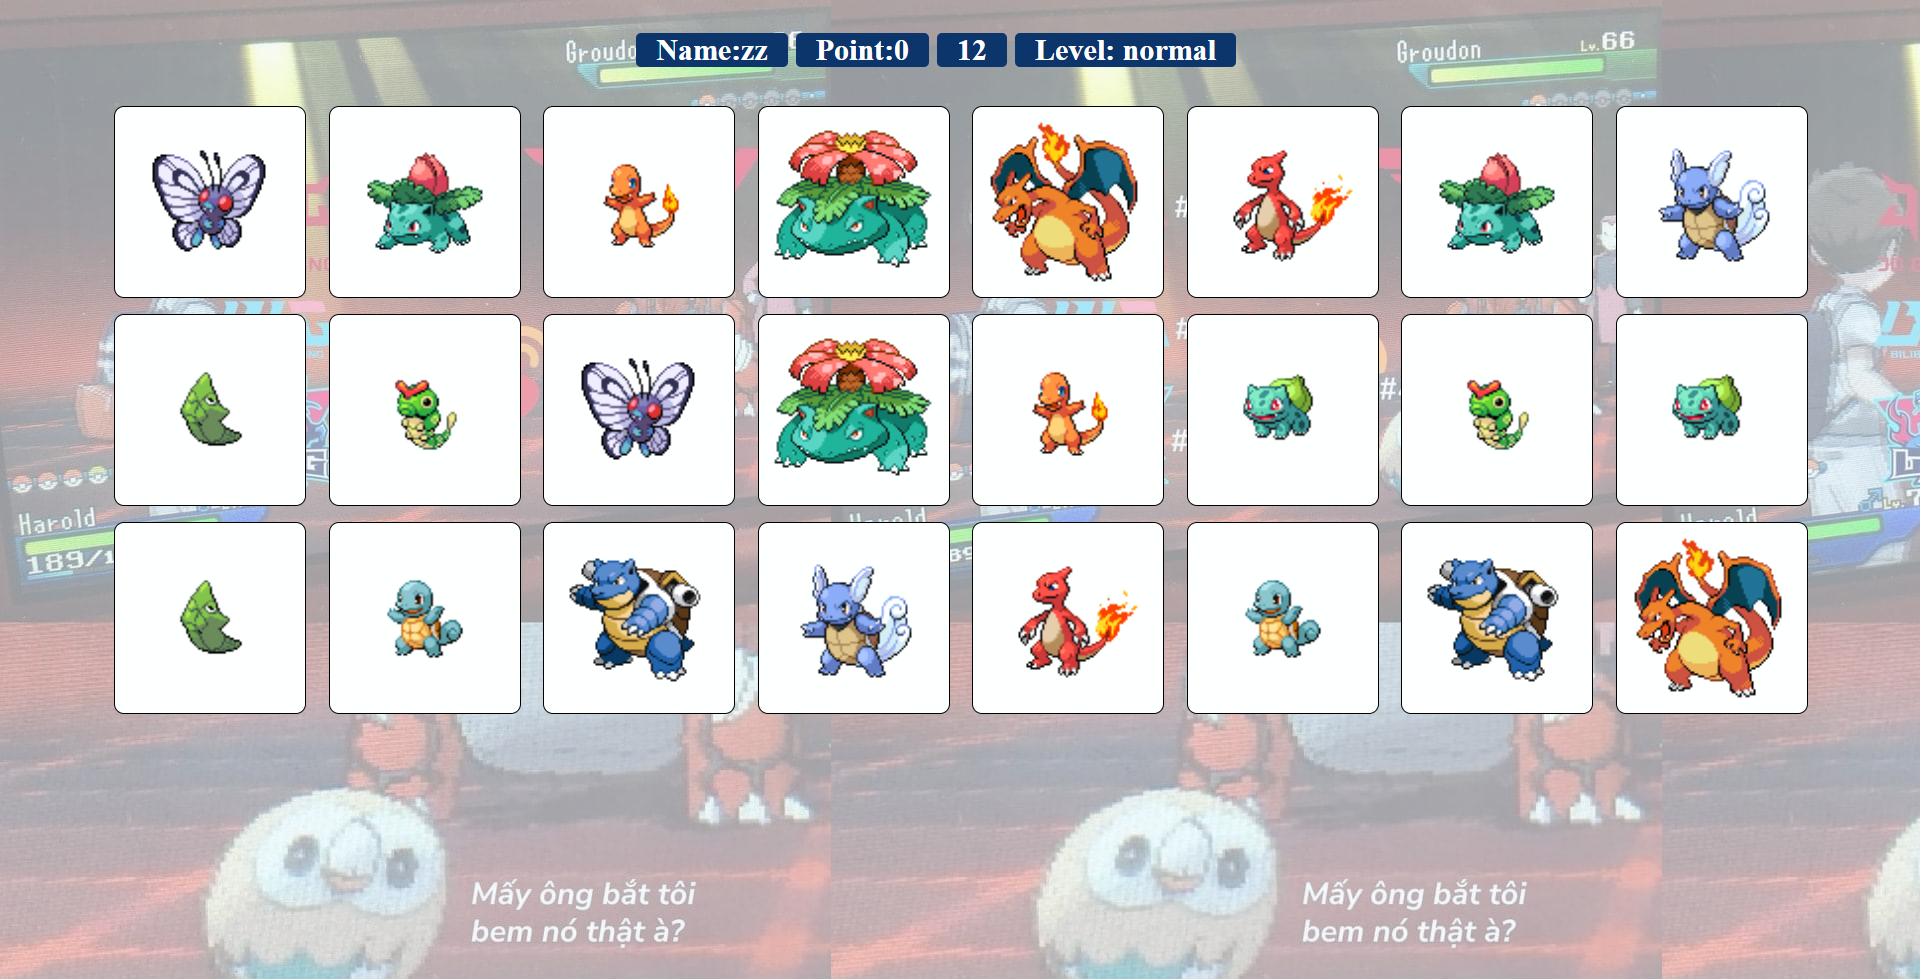 Name:zz
Point:0
12
Level: normal
Groudo
Groudon
Lv.66
Harold
189/1
Mấy ông bắt tôi
bem nó thật à?
Mấy ông bắt tôi
bem nó thật à?